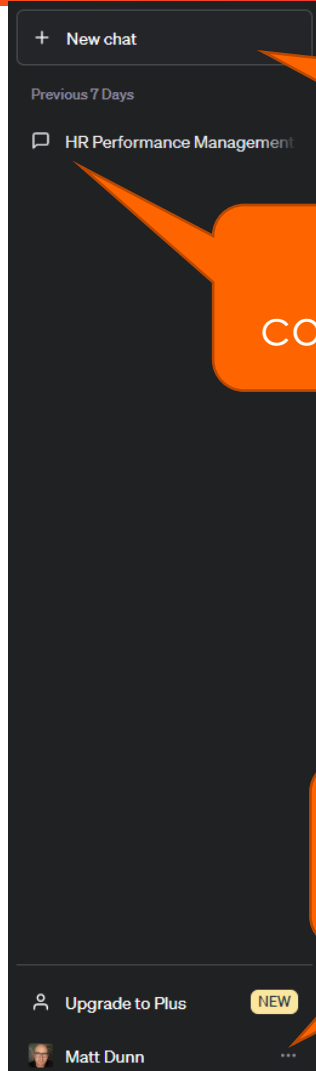 + New chat
Previous 7 Days
HR Performance Management
CO
Upgrade to Plus NEW
Matt Dunn ...